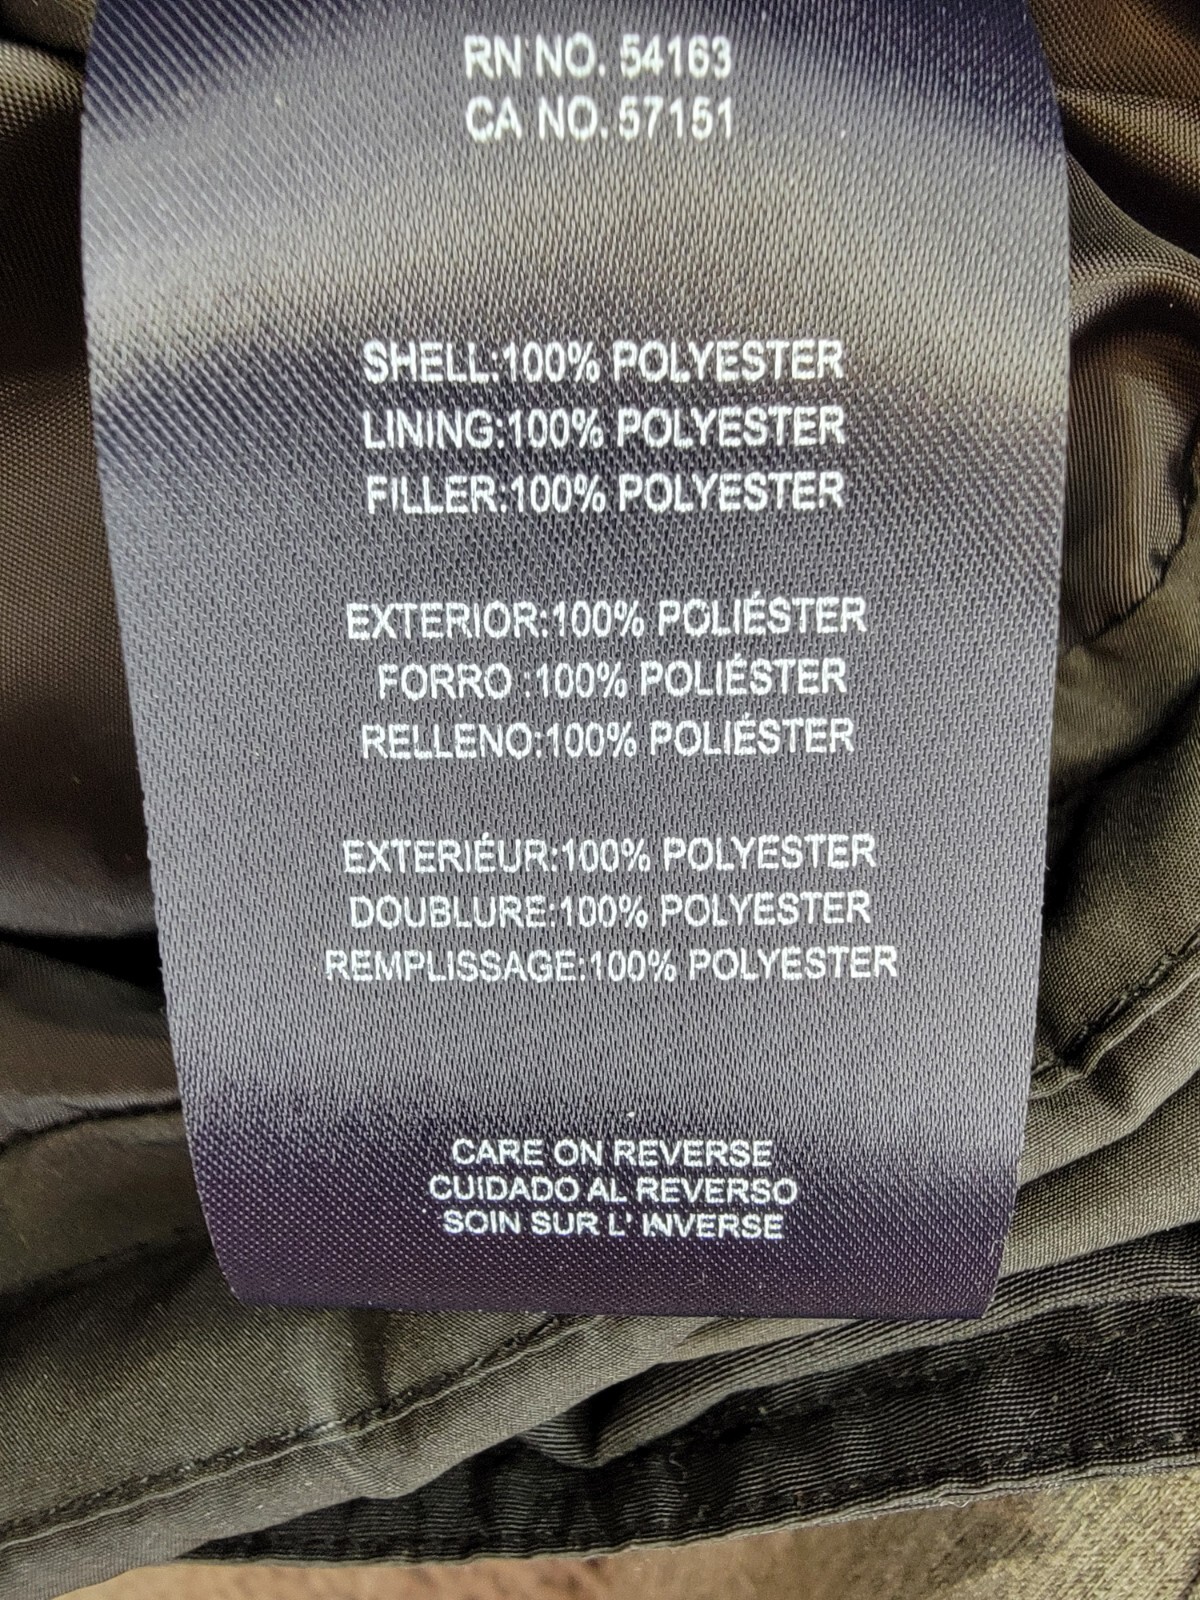 RN NO. 54163
CA NO. 57151
SHELL:100% POLYESTER
LINING:100% POLYESTER
FILLER:100% POLYESTER
EXTERIOR:100% POLIÉSTER
FORRO :100% POLIÉSTER
RELLENO:100% POLIÉSTER
EXTERIÉUR:100% POLYESTER
DOUBLURE:100% POLYESTER
REMPLISSAGE:100% POLYESTER
CARE ON REVERSE
CUIDADO AL REVERSO
SOIN SUR L' INVERSE